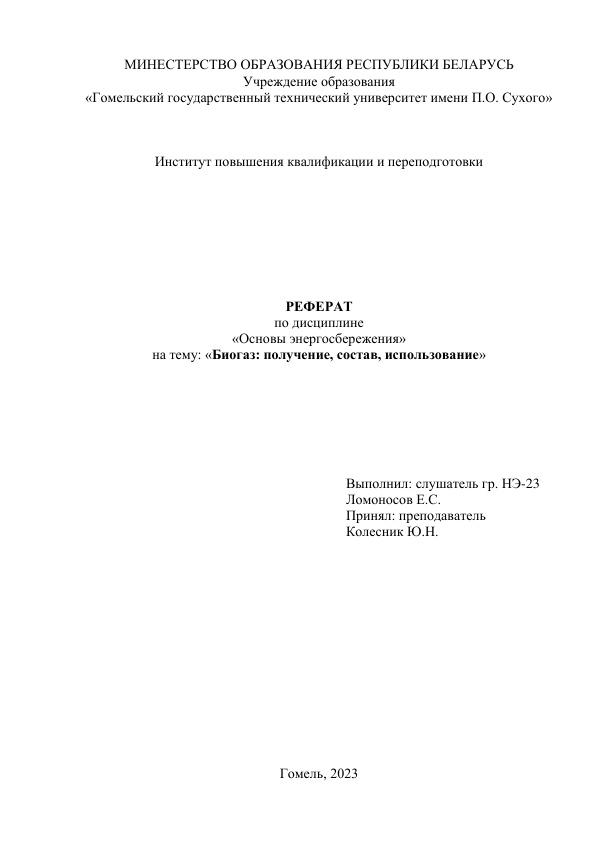 МИНЕСТЕРСТВО ОБРАЗОВАНИЯ РЕСПУБЛИКИ БЕЛАРУСЬ
Учреждение образования
«Гомельский государственный технический университет имени П.О. Сухого»
Институт повышения квалификации и переподготовки
РЕФЕРАТ
по дисциплине
«Основы энергосбережения»
на тему: «Биогаз: получение, состав, использование»
Выполнил: слушатель гр. НЭ-23
Ломоносов Е.С.
Принял: преподаватель
Колесник Ю.Н.
Гомель, 2023